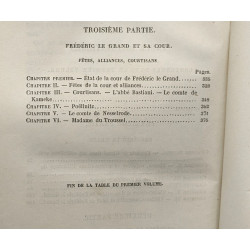 TROISIÈME PARTIE.
FRÉDÉRIC LE GRAND ET SA COUR.
FÊTES, ALLIANCES, COURTISANS
Pages
CHAPITRE PREMIER. — État de la cour de Frédéric le Grand.
CHAPITRE II. — Fêtes de la cour et alliances.
CHAPITRE III. — Courtisans. L'abbé Bastiani. — Le comte de
Kameke
CHAPITRE IV. — Poëllnitz.
CHAPITRE V. — Le comte de Nesselrode. 271
CHAPITRE VI. — Madame du Troussel
FIN DE LA TABLE DU PREMIER VOLUME.